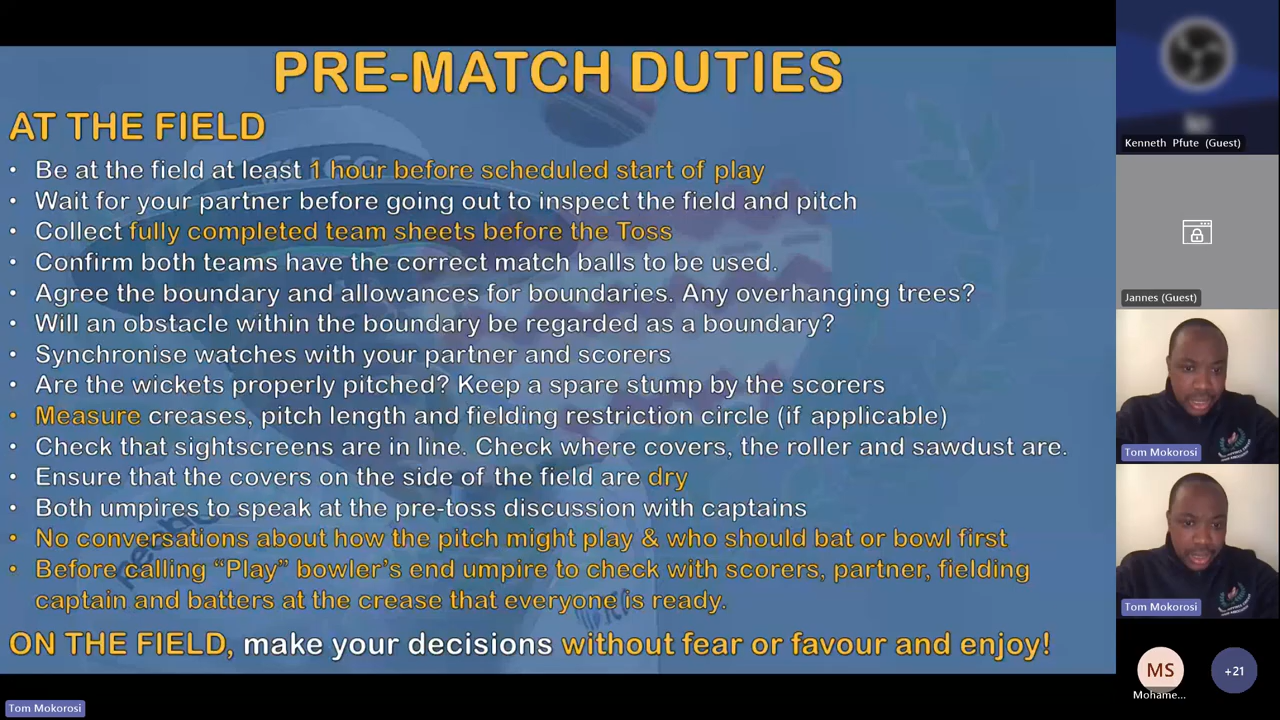 PRE-MATCH DUTIES
AT THE FIELD
• Be at the field at least 1 hour before scheduled start of play
• Wait for your partner before going out to inspect the field and pitch
• Collect fully completed team sheets before the Toss
• Confirm both teams have the correct match balls to be used.
• Agree the boundary and allowances for boundaries. Any overhanging trees?
• Will an obstacle within the boundary be regarded as a boundary?
• Synchronise watches with your partner and scorers
• Are the wickets properly pitched? Keep a spare stump by the scorers
• Measure creases, pitch length and fielding restriction circle (if applicable)
• Check that sightscreens are in line. Check where covers, the roller and sawdust are.
• Ensure that the covers on the side of the field are dry
• Both umpires to speak at the pre-toss discussion with captains
• No conversations about how the pitch might play & who should bat or bowl first
• Before calling “Play” bowler’s end umpire to check with scorers, partner, fielding
captain and batters at the crease that everyone is ready.
ON THE FIELD, make your decisions without fear or favour and enjoy!
Tom Mokorosi
Kenneth Pfute (Guest)
Jannes (Guest)
Tom Mokorosi
Tom Mokorosi
MS
Mohame...
+21